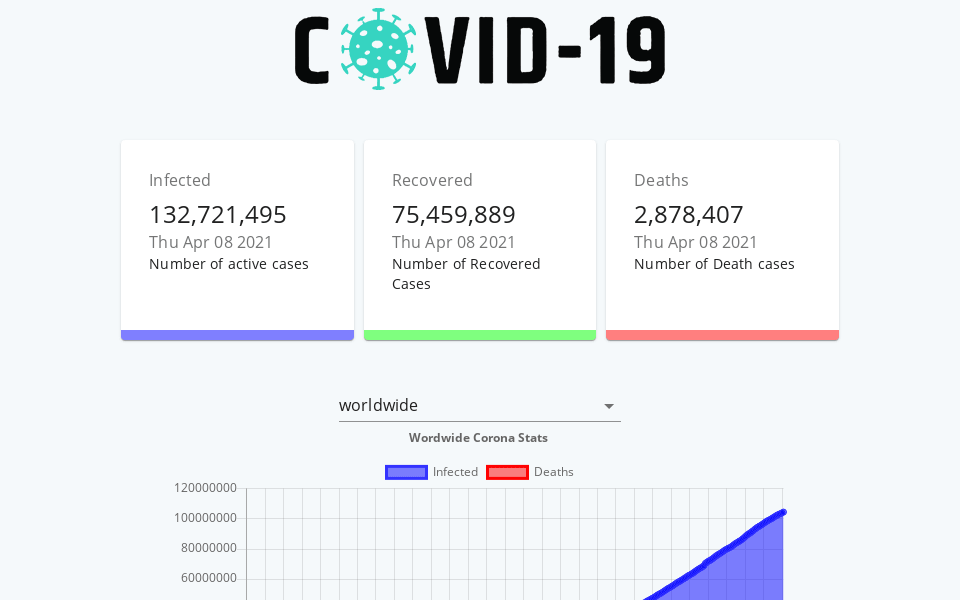 COVID-19
Infected
132,721,495
Thu Apr 08 2021
Number of active cases
Recovered
75,459,889
Thu Apr 08 2021
Number of Recovered
Cases
Deaths
2,878,407
Thu Apr 08 2021
Number of Death cases
worldwide
Wordwide Corona Stats
Infected Deaths
120000000
100000000
80000000
60000000